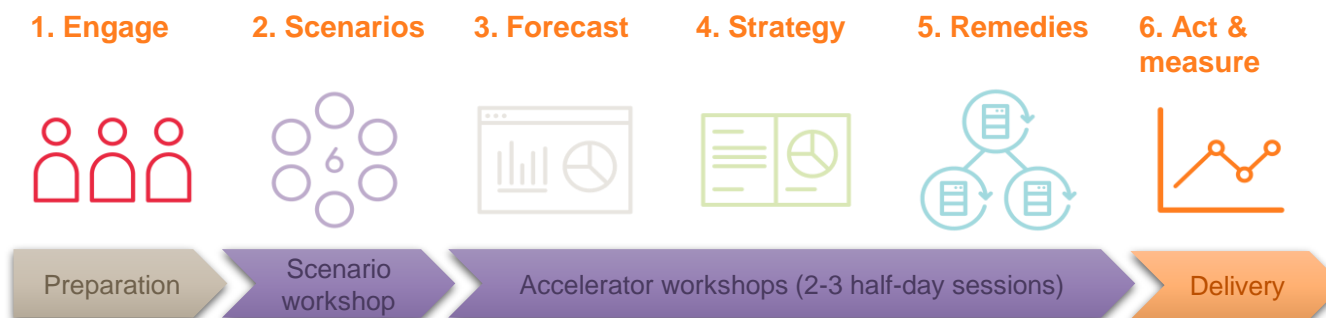 1. Engage
2. Scenarios
3. Forecast
4. Strategy
5. Remedies
6. Act &
measure
6
Preparation
Scenario
workshop
Accelerator workshops (2-3 half-day sessions)
Delivery